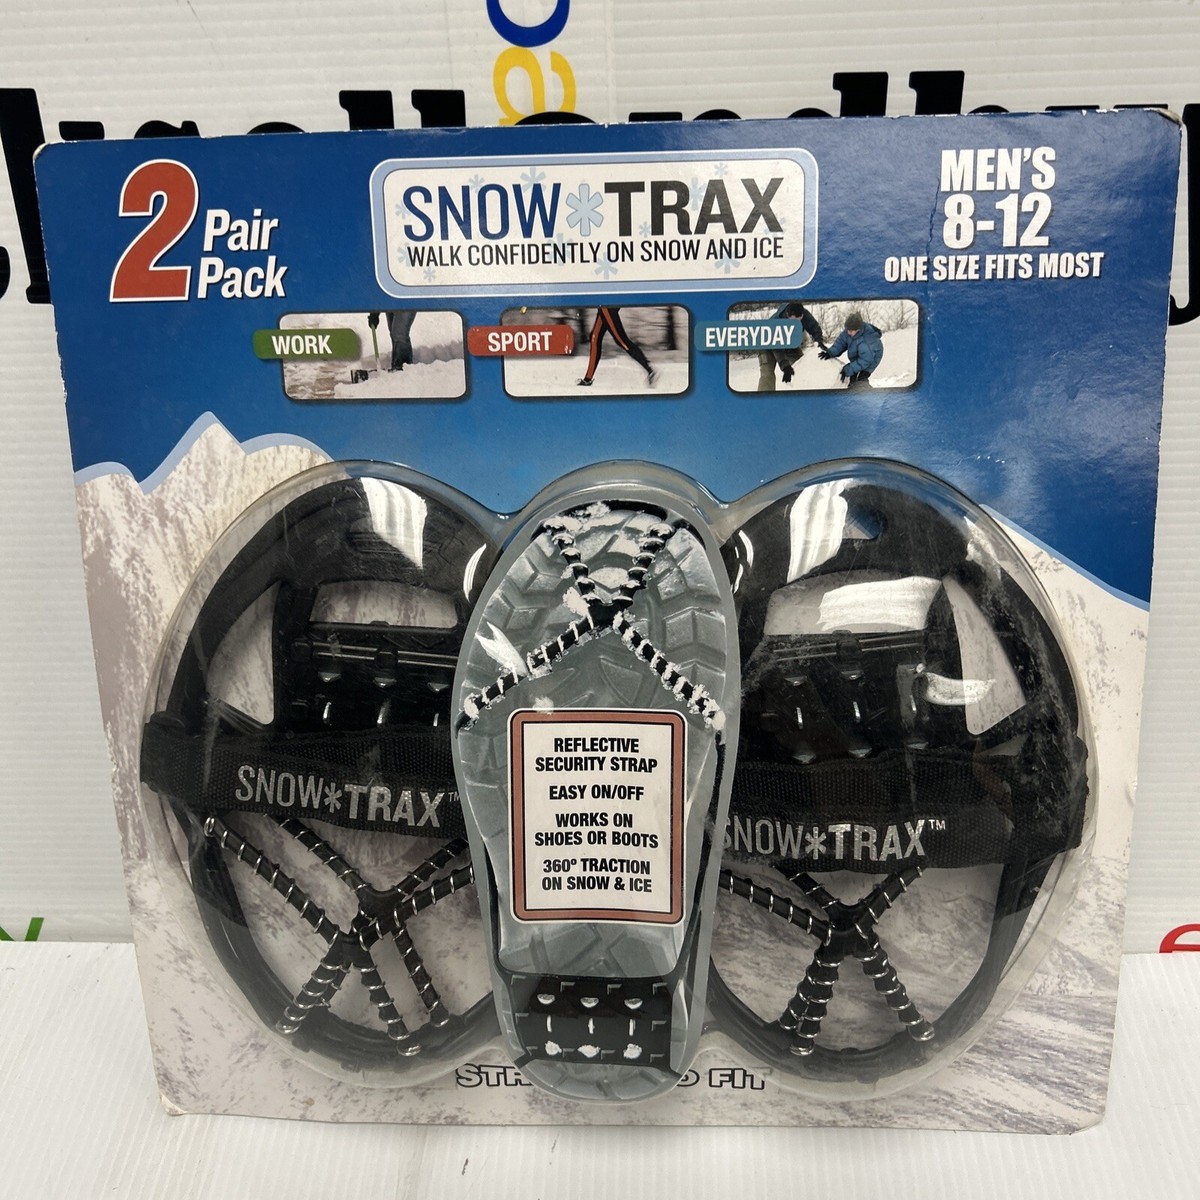 2
Pair
Pack
SNOW*TRAX
WALK CONFIDENTLY ON SNOW AND ICE
MEN'S
8-12
ONE SIZE FITS MOST
WORK
SPORT
EVERYDAY
REFLECTIVE
SECURITY STRAP
EASY ON/OFF
WORKS ON
SHOES OR BOOTS
360° TRACTION
ON SNOW & ICE
SNOW*TRAX™
SNOW*TRAX™
FIT